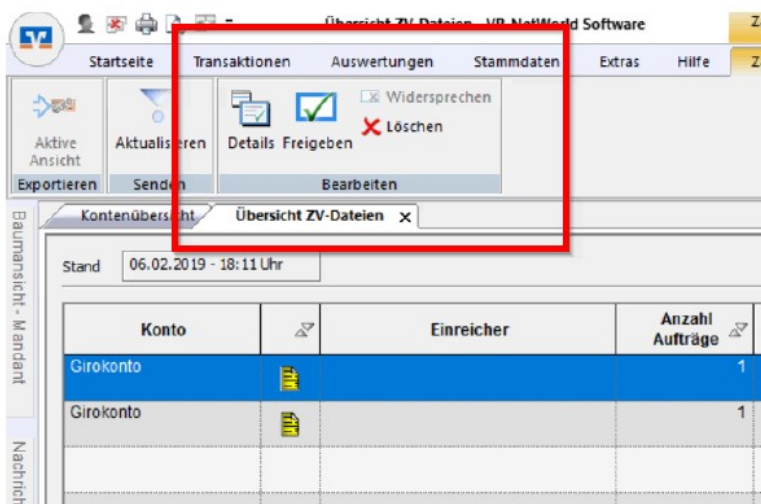 Übersicht ZV-Dateien - VR-NetWorld Software
Startseite Transaktionen Auswertungen Stammdaten Extras Hilfe
Aktive Ansicht
Aktualisieren
Details
Freigeben
Widersprechen
Löschen
Exportieren Senden Bearbeiten
Baumansicht - Mandant
Kontenübersicht
Übersicht ZV-Dateien x
Stand 06.02.2019 - 18:11 Uhr
Konto Einreicher Anzahl Aufträge
Girokonto 1
Girokonto 1